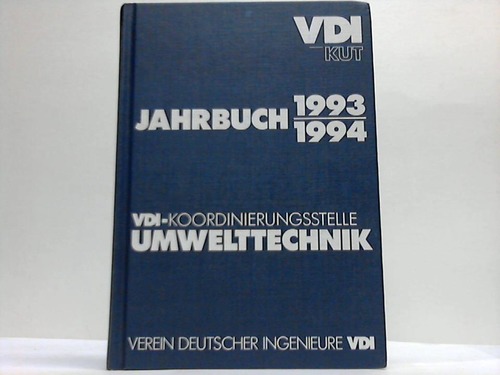 VDI
KUT
JAHRBUCH 1993
1994
VDI-KOORDINIERUNGSSTELLE
UMWELTTECHNIK
VEREIN DEUTSCHER INGENIEURE VDI